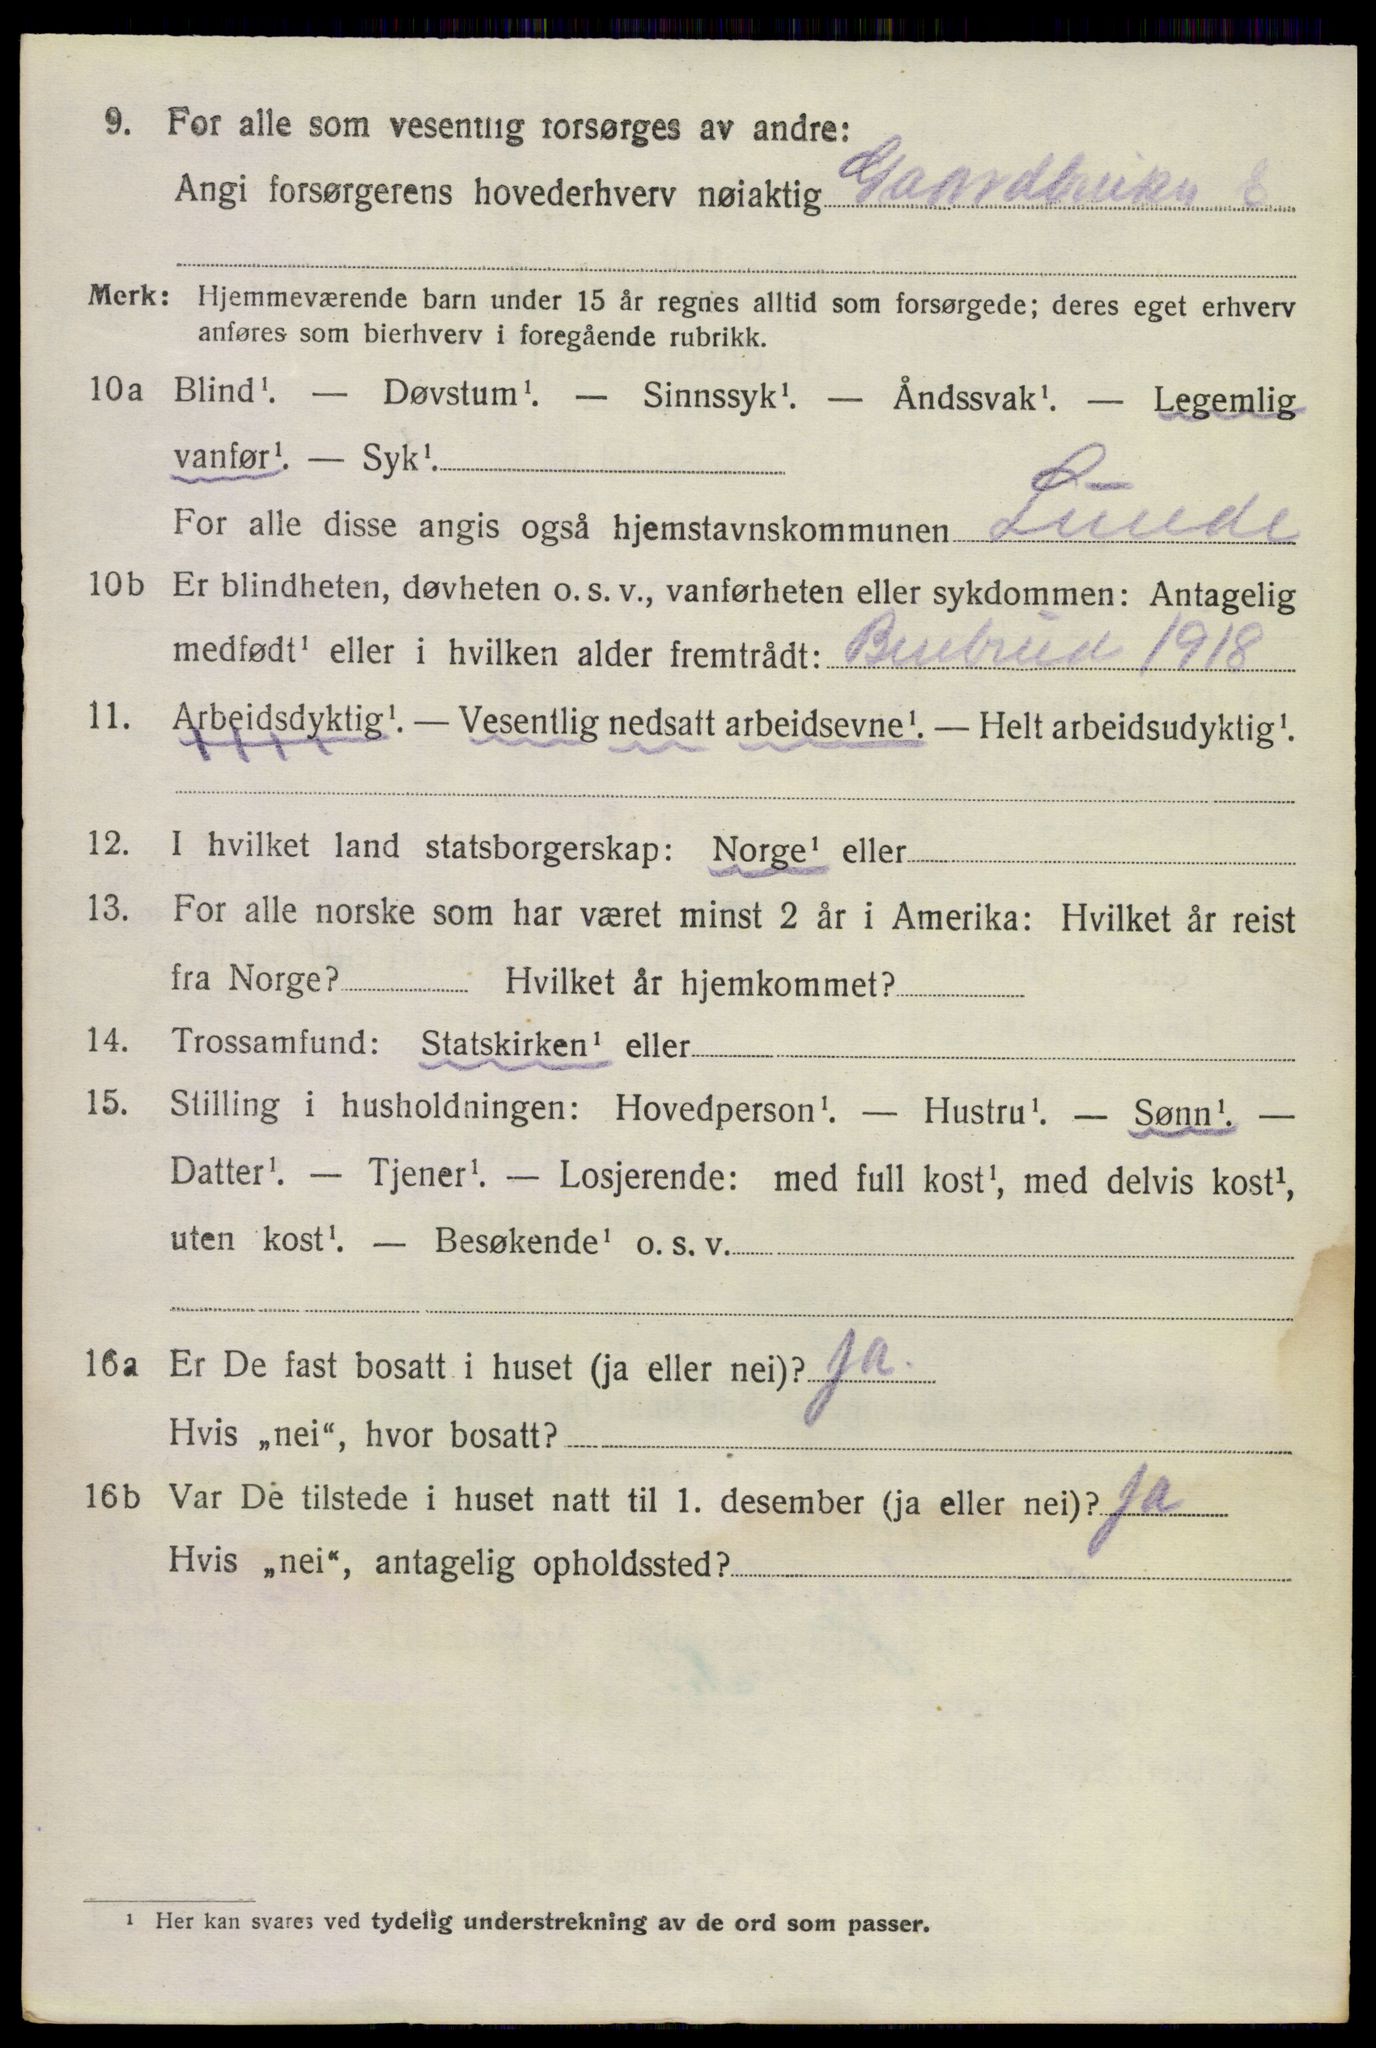 9. For alle som vesentlig forsørges av andre:
Angi forsørgerens hovederhverv nøiaktig Gaardbruker E
Merk: Hjemmeværende barn under 15 år regnes alltid som forsørgede; deres eget erhverv
anføres som bierhverv i foregående rubrikk.
10a Blind¹. — Døvstum¹. — Sinnssyk¹. — Åndssvak¹. — Legemlig
vanfør¹. — Syk¹.
For alle disse angis også hjemstavnskommunen Lunde
10b Er blindheten, døvheten o. s. v., vanførheten eller sykdommen: Antagelig
medfødt¹ eller i hvilken alder fremtrådt: Benbrud 1918
11. Arbeidsdyktig¹. — Vesentlig nedsatt arbeidsevne¹. — Helt arbeidsudyktig¹.
12. I hvilket land statsborgerskap: Norge¹ eller
13. For alle norske som har været minst 2 år i Amerika: Hvilket år reist
fra Norge? Hvilket år hjemkommet?
14. Trossamfund: Statskirken¹ eller
15. Stilling i husholdningen: Hovedperson¹. — Hustru¹. — Sønn¹. —
Datter¹. — Tjener¹. — Losjerende: med full kost¹, med delvis kost¹,
uten kost¹. — Besøkende¹ o. s. v.
16a Er De fast bosatt i huset (ja eller nei)? ja.
Hvis „nei“, hvor bosatt?
16b Var De tilstede i huset natt til 1. desember (ja eller nei)? ja
Hvis „nei“, antagelig opholdssted?
¹ Her kan svares ved tydelig understrekning av de ord som passer.